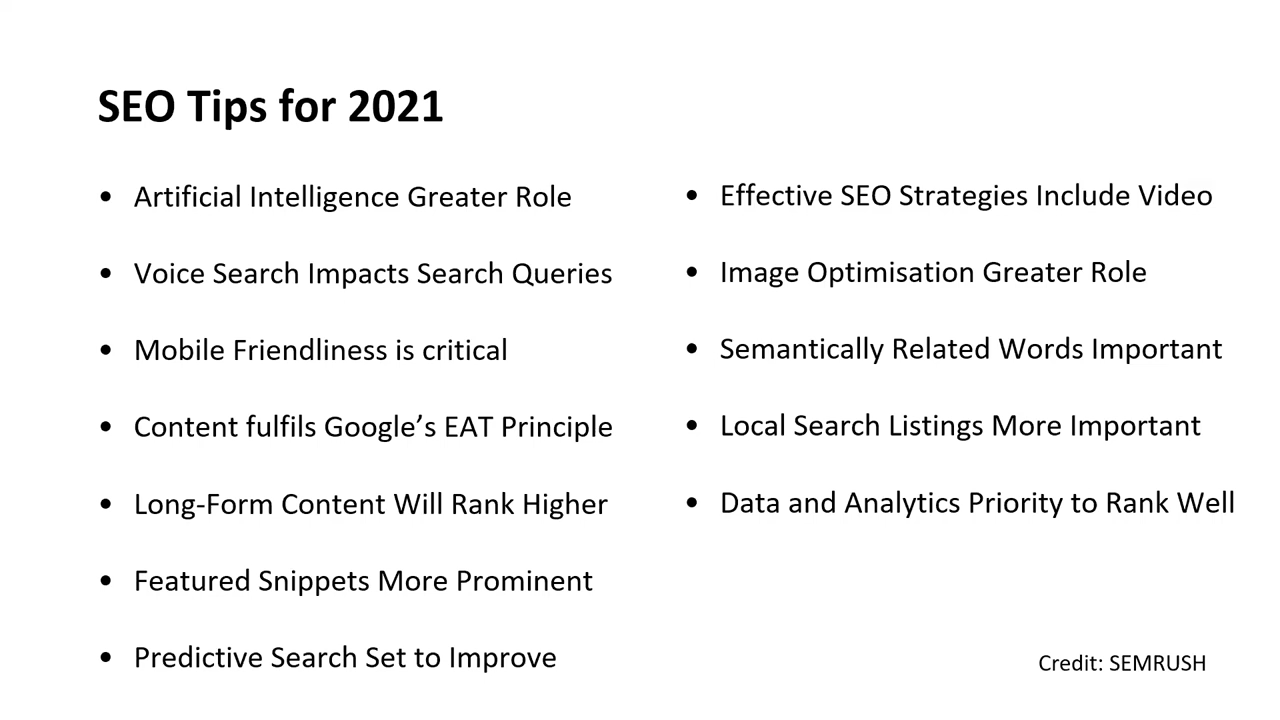 SEO Tips for 2021
• Artificial Intelligence Greater Role
• Voice Search Impacts Search Queries
• Mobile Friendliness is critical
• Content fulfils Google’s EAT Principle
• Long-Form Content Will Rank Higher
• Featured Snippets More Prominent
• Predictive Search Set to Improve
• Effective SEO Strategies Include Video
• Image Optimisation Greater Role
• Semantically Related Words Important
• Local Search Listings More Important
• Data and Analytics Priority to Rank Well
Credit: SEMRUSH